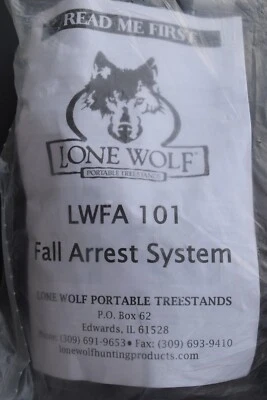 READ ME FIRST
LONE WOLF
PORTABLE TREESTANDS
LWFA 101
Fall Arrest System
LONE WOLF PORTABLE TREESTANDS
P.O. Box 62
Edwards, IL 61528
Phone: (309) 691-9653 • Fax: (309) 693-9410
lonewolfhuntingproducts.com